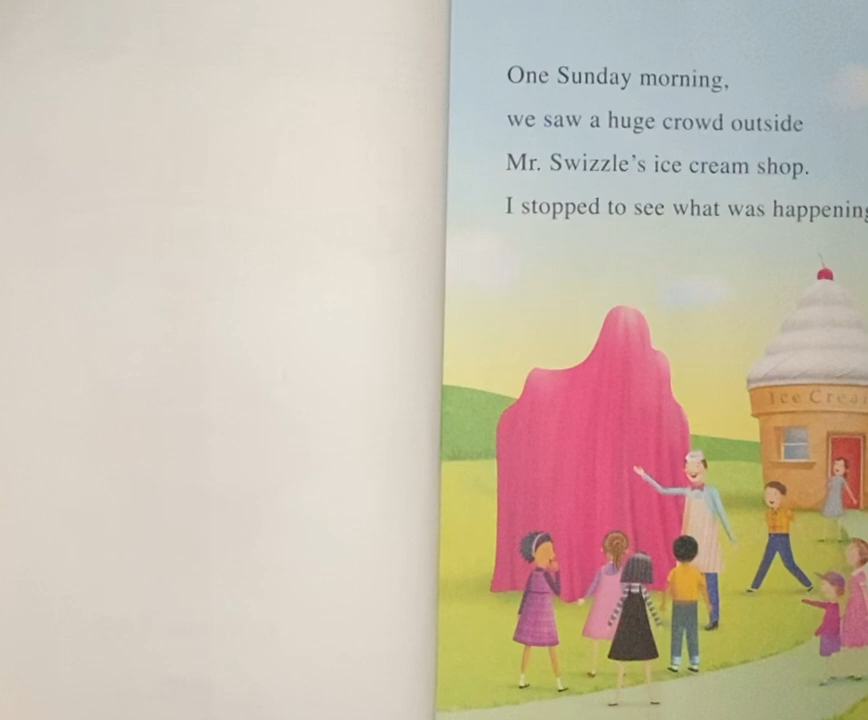 One Sunday morning,
we saw a huge crowd outside
Mr. Swizzle's ice cream shop.
I stopped to see what was happening
Ice Crea